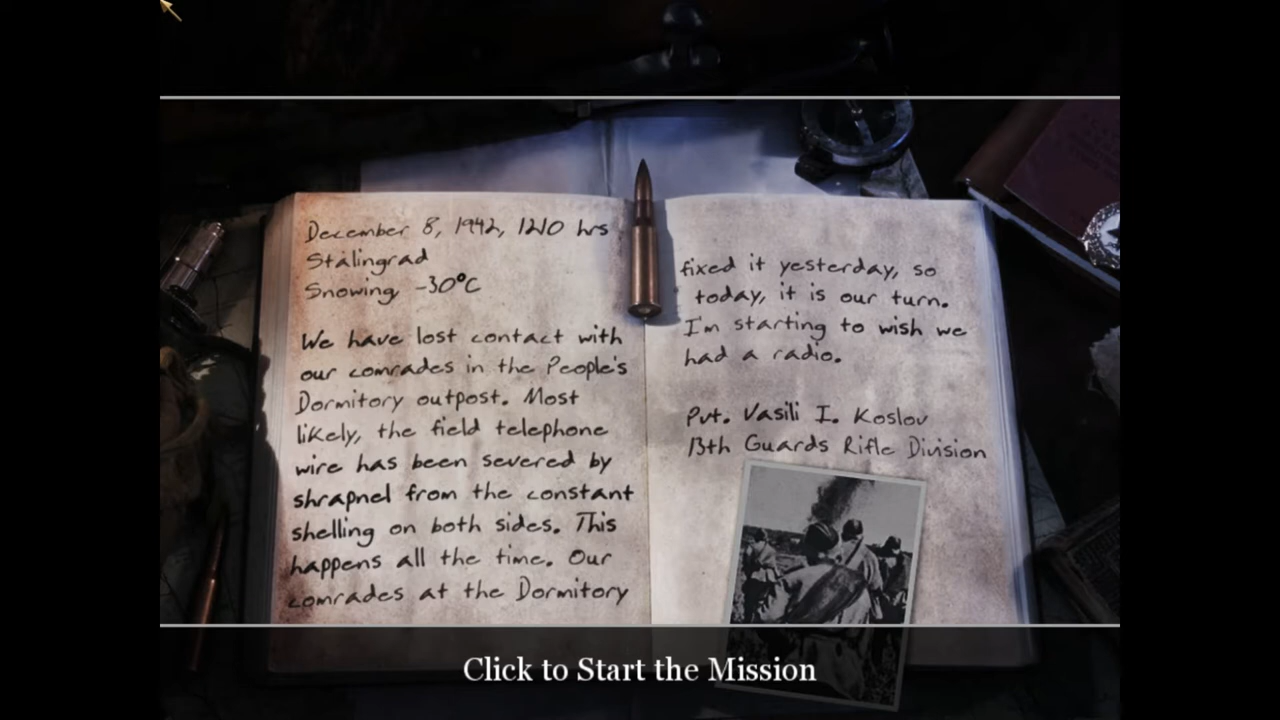 December 8, 1942, 1210 hrs
Stalingrad
Snowing -30°C
We have lost contact with
our comrades in the People's
Dormitory outpost. Most
likely, the field telephone
wire has been severed by
shrapnel from the constant
shelling on both sides. This
happens all the time. Our
comrades at the Dormitory
fixed it yesterday, so
today, it is our turn.
I'm starting to wish we
had a radio.
Pvt. Vasili I. Koslov
13th Guards Rifle Division
Click to Start the Mission